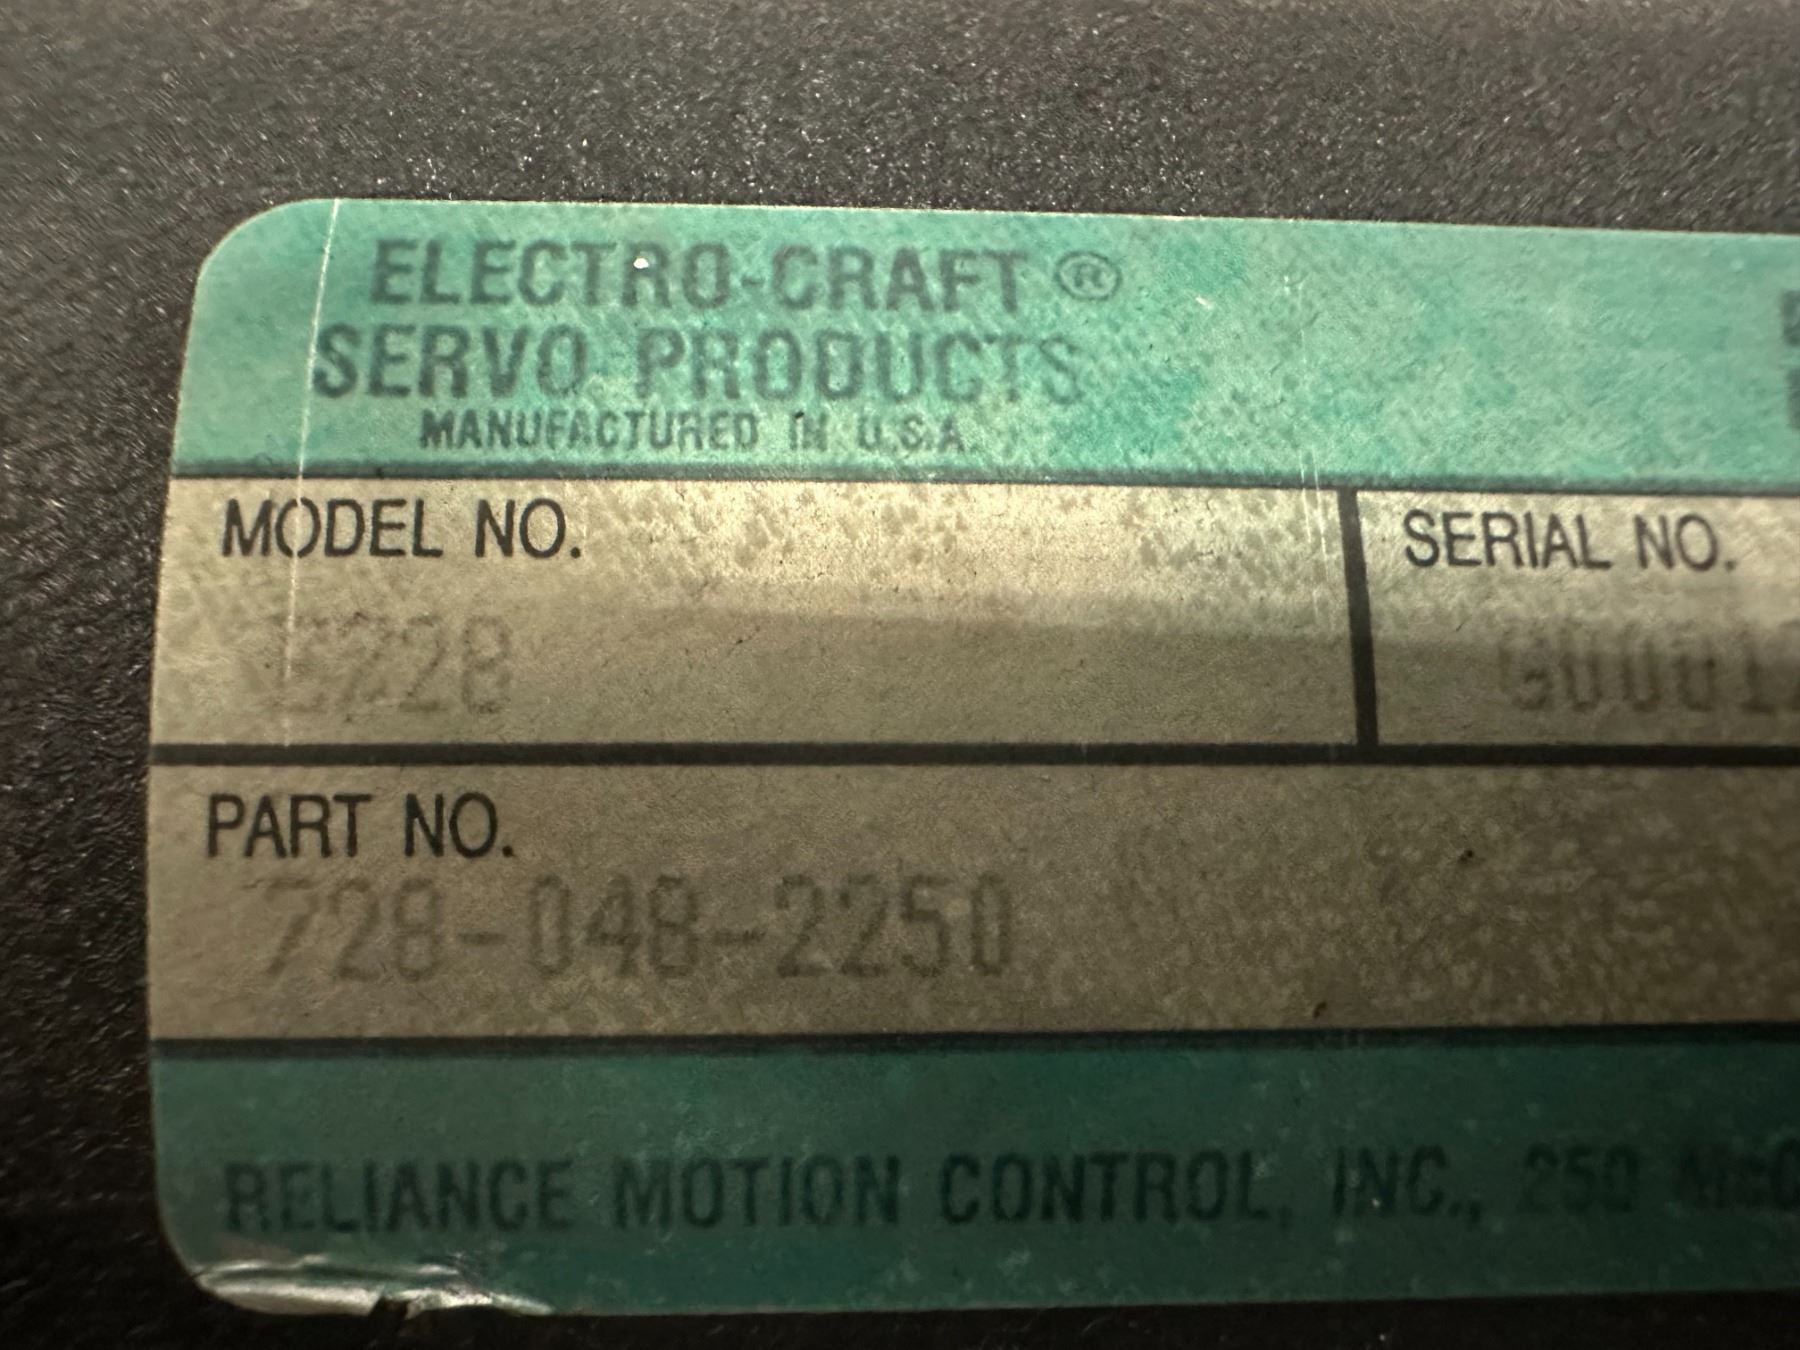 ELECTRO-CRAFT®
SERVO PRODUCTS
MANUFACTURED IN U.S.A.
MODEL NO.
SERIAL NO.
PART NO.
728-048-2250
RELIANCE MOTION CONTROL, INC., 250